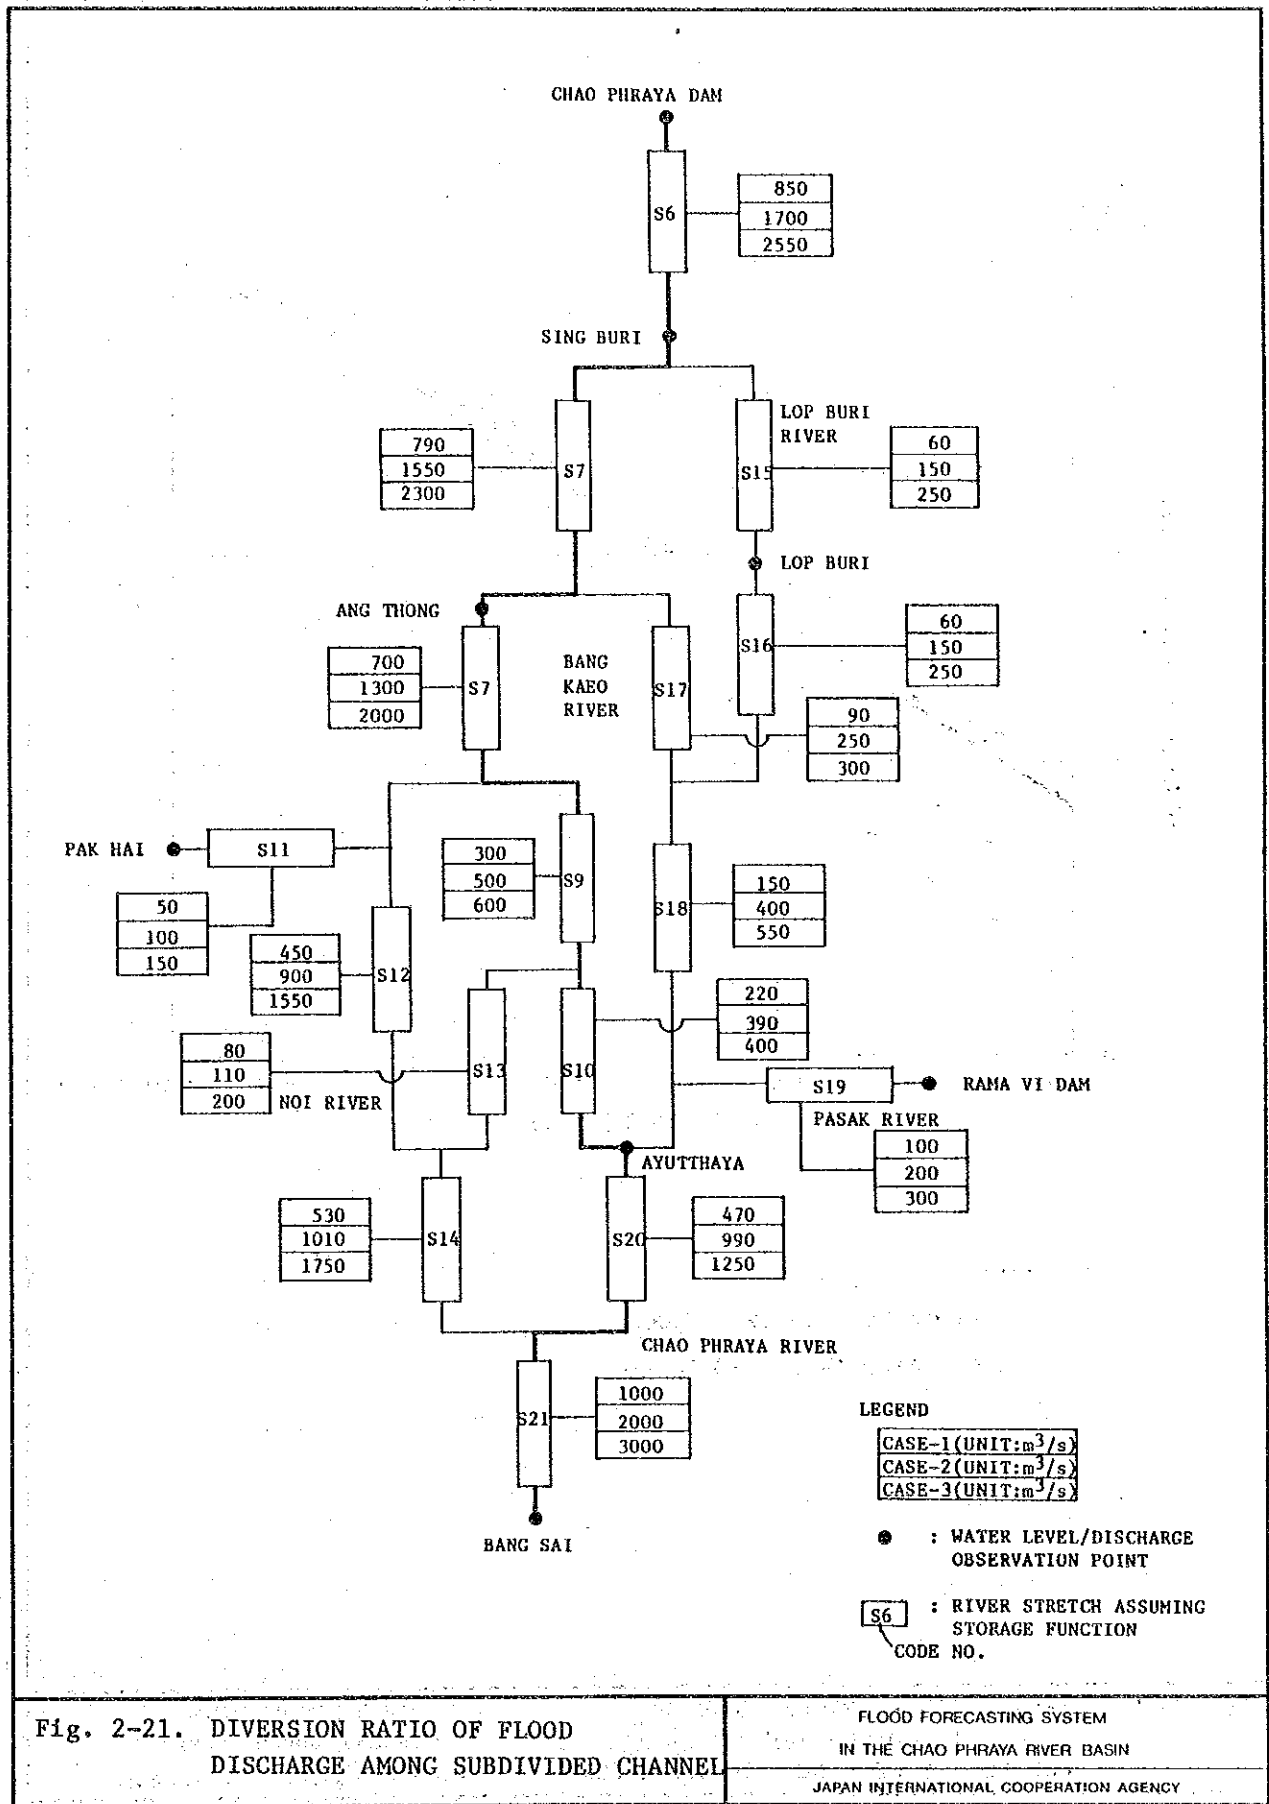 CHAO PHRAYA DAM
S6
850
1700
2550
SING BURI
S7
790
1550
2300
LOP BURI
RIVER
S15
60
150
250
LOP BURI
ANG THONG
S7
700
1300
2000
BANG
KAEO
RIVER
S17
S16
60
150
250
90
250
300
PAK HAI
S11
50
100
150
S9
300
500
600
S18
150
400
550
S12
450
900
1550
S13
80
110
200
NOI RIVER
S10
220
390
400
S19
RAMA VI DAM
PASAK RIVER
100
200
300
AYUTTHAYA
S14
530
1010
1750
S20
470
990
1250
CHAO PHRAYA RIVER
S21
1000
2000
3000
BANG SAI
LEGEND
CASE-1(UNIT:m³/s)
CASE-2(UNIT:m³/s)
CASE-3(UNIT:m³/s)
: WATER LEVEL/DISCHARGE
OBSERVATION POINT
S6 : RIVER STRETCH ASSUMING
STORAGE FUNCTION
CODE NO.
Fig. 2-21. DIVERSION RATIO OF FLOOD
DISCHARGE AMONG SUBDIVIDED CHANNEL
FLOOD FORECASTING SYSTEM
IN THE CHAO PHRAYA RIVER BASIN
JAPAN INTERNATIONAL COOPERATION AGENCY